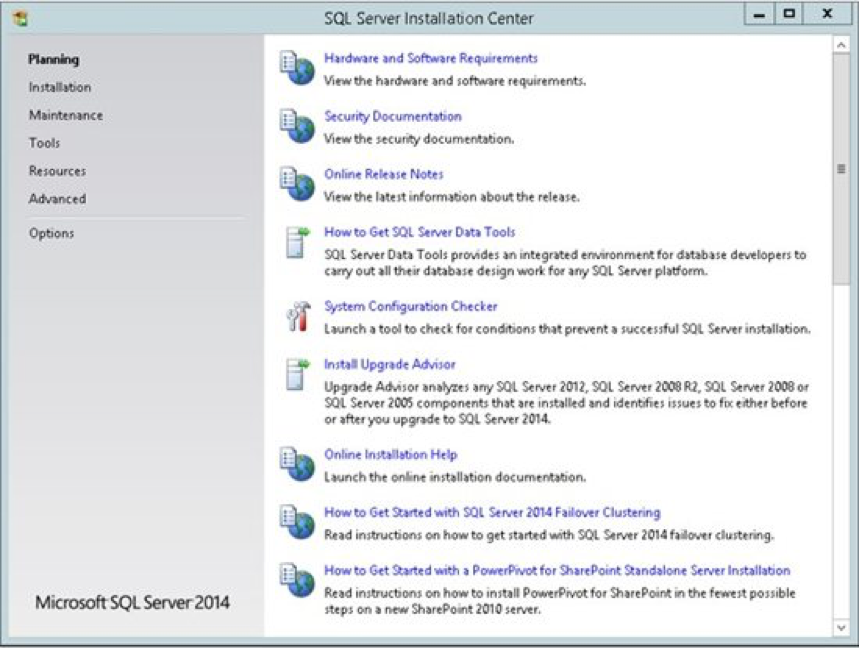 SQL Server Installation Center
Planning
Installation
Maintenance
Tools
Resources
Advanced
Options
Microsoft SQL Server 2014
Hardware and Software Requirements
View the hardware and software requirements.
Security Documentation
View the security documentation.
Online Release Notes
View the latest information about the release.
How to Get SQL Server Data Tools
SQL Server Data Tools provides an integrated environment for database developers to
carry out all their database design work for any SQL Server platform.
System Configuration Checker
Launch a tool to check for conditions that prevent a successful SQL Server installation.
Install Upgrade Advisor
Upgrade Advisor analyzes any SQL Server 2012, SQL Server 2008 R2, SQL Server 2008 or
SQL Server 2005 components that are installed and identifies issues to fix either before
or after you upgrade to SQL Server 2014.
Online Installation Help
Launch the online installation documentation.
How to Get Started with SQL Server 2014 Failover Clustering
Read instructions on how to get started with SQL Server 2014 failover clustering.
How to Get Started with a PowerPivot for SharePoint Standalone Server Installation
Read instructions on how to install PowerPivot for SharePoint in the fewest possible
steps on a new SharePoint 2010 server.